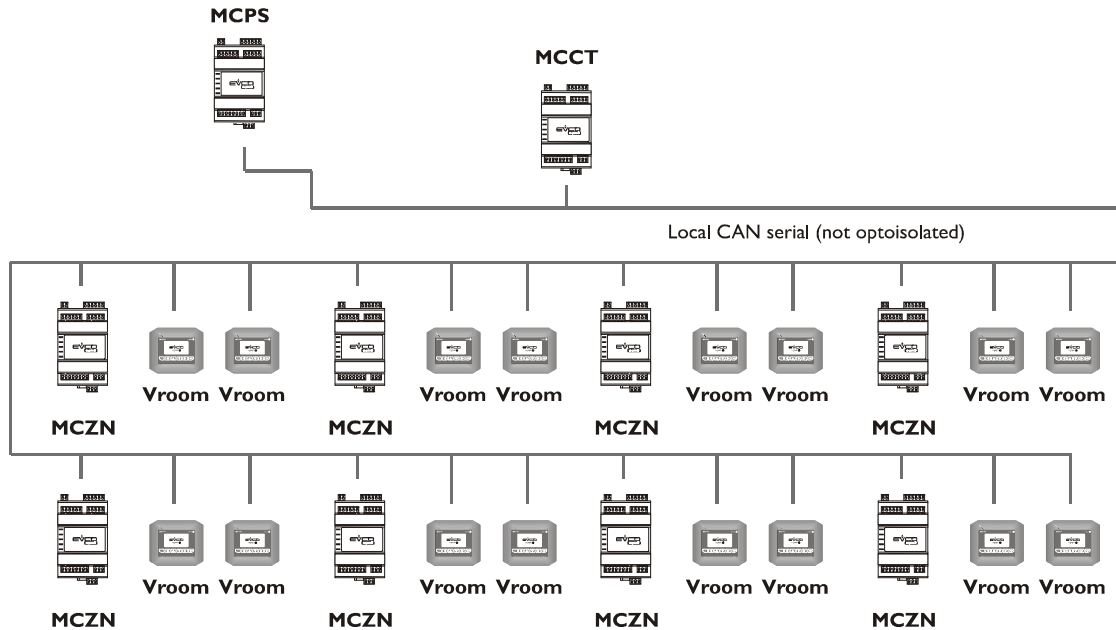 MCPS
MCCT
Local CAN serial (not optoisolated)
Vroom Vroom Vroom Vroom Vroom Vroom Vroom Vroom
MCZN MCZN MCZN MCZN
Vroom Vroom Vroom Vroom Vroom Vroom Vroom Vroom
MCZN MCZN MCZN MCZN